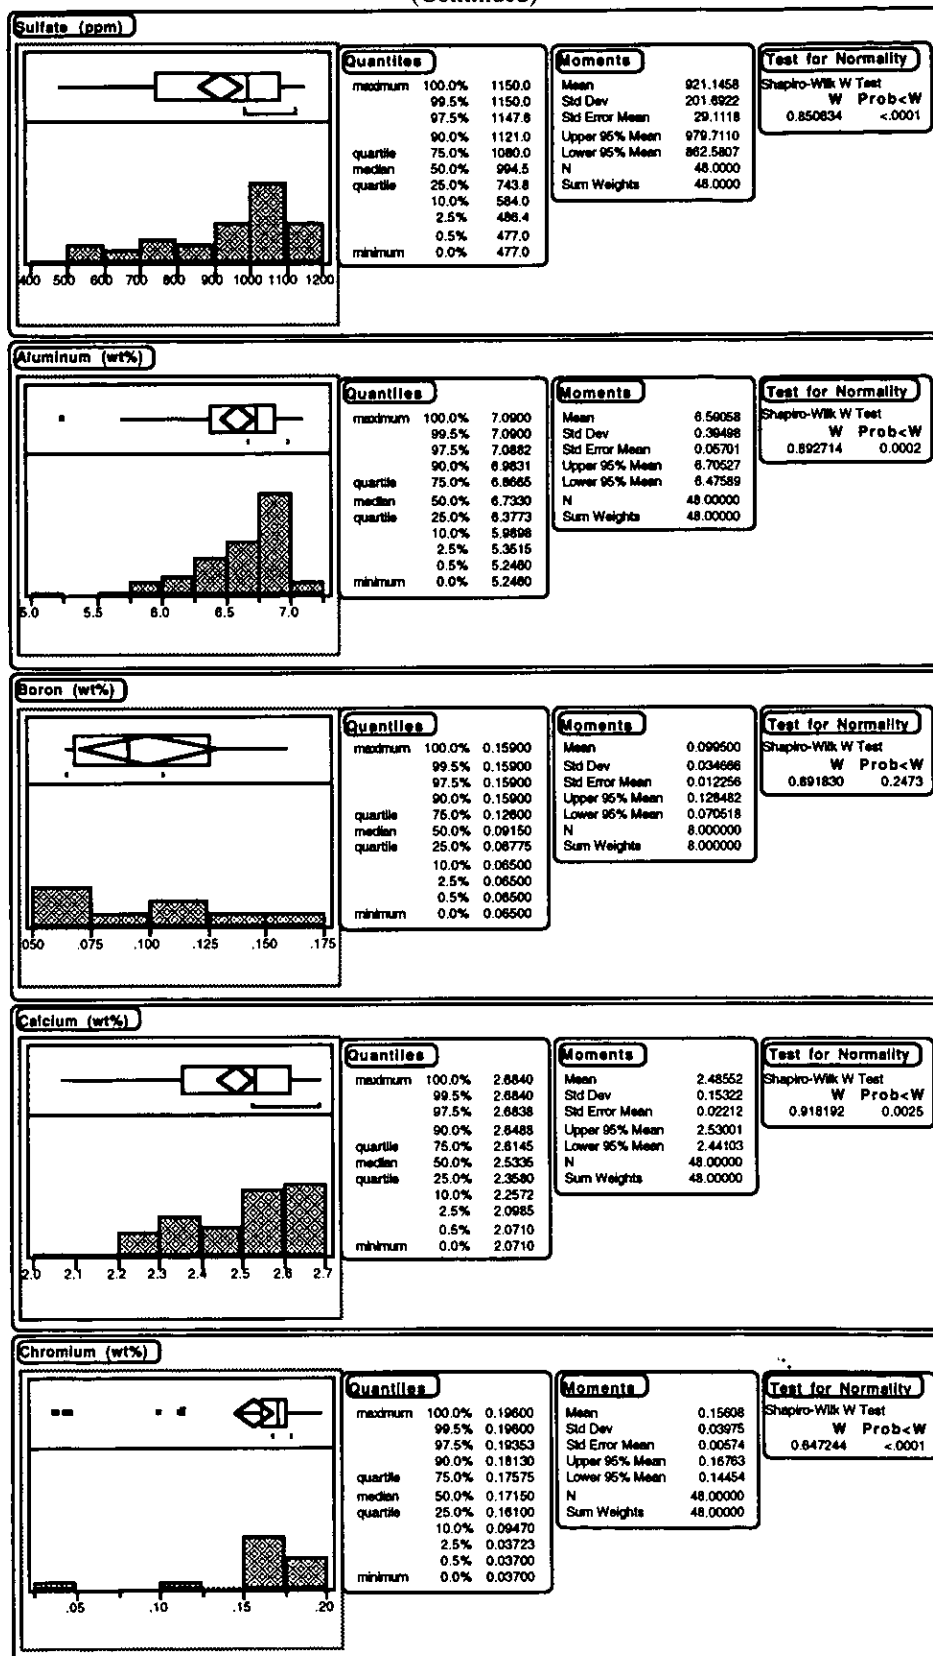 (Continued)
Sulfate (ppm)
400 500 600 700 800 900 1000 1100 1200
Quantiles
maximum 100.0% 1150.0
99.5% 1150.0
97.5% 1147.6
90.0% 1121.0
quartile 75.0% 1080.0
median 50.0% 994.5
quartile 25.0% 743.8
10.0% 584.0
2.5% 486.4
0.5% 477.0
minimum 0.0% 477.0
Moments
Mean 921.1458
Std Dev 201.6922
Std Error Mean 29.1118
Upper 95% Mean 979.7110
Lower 95% Mean 862.5807
N 48.0000
Sum Weights 48.0000
Test for Normality
Shapiro-Wilk W Test
W Prob<W
0.850634 <.0001
Aluminum (wt%)
5.0 5.5 6.0 6.5 7.0
Quantiles
maximum 100.0% 7.0900
99.5% 7.0900
97.5% 7.0882
90.0% 6.9831
quartile 75.0% 6.8665
median 50.0% 6.7330
quartile 25.0% 6.3773
10.0% 5.9898
2.5% 5.3515
0.5% 5.2460
minimum 0.0% 5.2460
Moments
Mean 6.59058
Std Dev 0.39498
Std Error Mean 0.05701
Upper 95% Mean 6.70527
Lower 95% Mean 6.47589
N 48.00000
Sum Weights 48.00000
Test for Normality
Shapiro-Wilk W Test
W Prob<W
0.892714 0.0002
Boron (wt%)
.050 .075 .100 .125 .150 .175
Quantiles
maximum 100.0% 0.15900
99.5% 0.15900
97.5% 0.15900
90.0% 0.15900
quartile 75.0% 0.12600
median 50.0% 0.09150
quartile 25.0% 0.06775
10.0% 0.06500
2.5% 0.06500
0.5% 0.06500
minimum 0.0% 0.06500
Moments
Mean 0.099500
Std Dev 0.034666
Std Error Mean 0.012256
Upper 95% Mean 0.128482
Lower 95% Mean 0.070518
N 8.000000
Sum Weights 8.000000
Test for Normality
Shapiro-Wilk W Test
W Prob<W
0.891830 0.2473
Calcium (wt%)
2.0 2.1 2.2 2.3 2.4 2.5 2.6 2.7
Quantiles
maximum 100.0% 2.6840
99.5% 2.6840
97.5% 2.6838
90.0% 2.6488
quartile 75.0% 2.6145
median 50.0% 2.5335
quartile 25.0% 2.3580
10.0% 2.2572
2.5% 2.0985
0.5% 2.0710
minimum 0.0% 2.0710
Moments
Mean 2.48552
Std Dev 0.15322
Std Error Mean 0.02212
Upper 95% Mean 2.53001
Lower 95% Mean 2.44103
N 48.00000
Sum Weights 48.00000
Test for Normality
Shapiro-Wilk W Test
W Prob<W
0.918192 0.0025
Chromium (wt%)
.05 .10 .15 .20
Quantiles
maximum 100.0% 0.19600
99.5% 0.19600
97.5% 0.19353
90.0% 0.18130
quartile 75.0% 0.17575
median 50.0% 0.17150
quartile 25.0% 0.16100
10.0% 0.09470
2.5% 0.03723
0.5% 0.03700
minimum 0.0% 0.03700
Moments
Mean 0.15608
Std Dev 0.03975
Std Error Mean 0.00574
Upper 95% Mean 0.16763
Lower 95% Mean 0.14454
N 48.00000
Sum Weights 48.00000
Test for Normality
Shapiro-Wilk W Test
W Prob<W
0.647244 <.0001